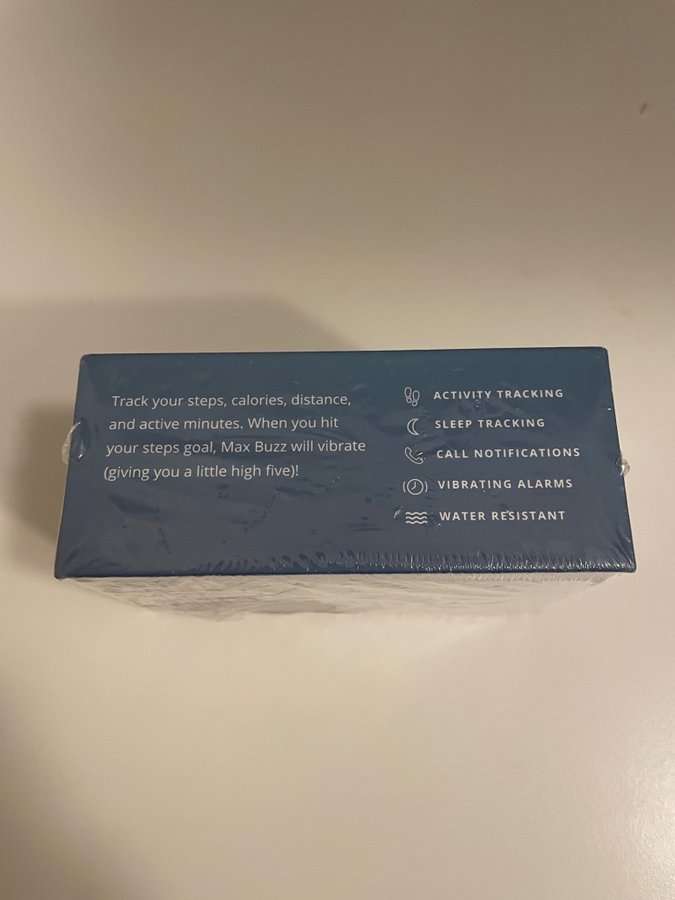 Track your steps, calories, distance,
and active minutes. When you hit
your steps goal, Max Buzz will vibrate
(giving you a little high five)!
ACTIVITY TRACKING
SLEEP TRACKING
CALL NOTIFICATIONS
VIBRATING ALARMS
WATER RESISTANT